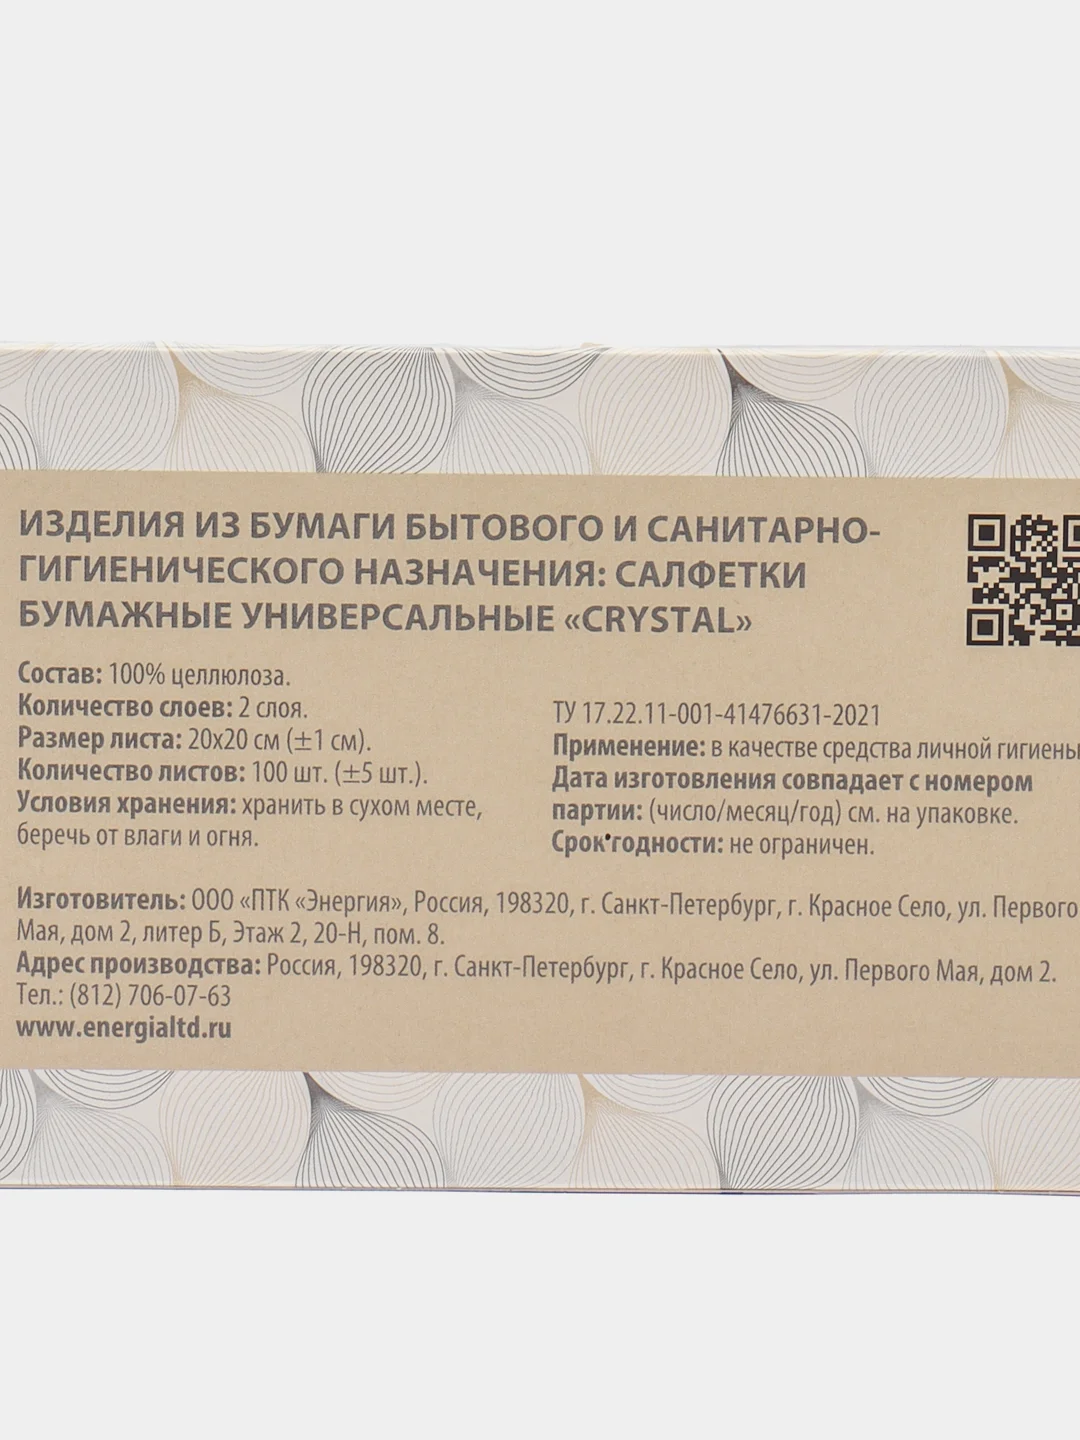 ИЗДЕЛИЯ ИЗ БУМАГИ БЫТОВОГО И САНИТАРНО-
ГИГИЕНИЧЕСКОГО НАЗНАЧЕНИЯ: САЛФЕТКИ
БУМАЖНЫЕ УНИВЕРСАЛЬНЫЕ «CRYSTAL»
Состав: 100% целлюлоза.
Количество слоев: 2 слоя.
Размер листа: 20x20 см (±1 см).
Количество листов: 100 шт. (±5 шт.).
Условия хранения: хранить в сухом месте,
беречь от влаги и огня.
ТУ 17.22.11-001-41476631-2021
Применение: в качестве средства личной гигиены
Дата изготовления совпадает с номером
партии: (число/месяц/год) см. на упаковке.
Срок годности: не ограничен.
Изготовитель: ООО «ПТК «Энергия», Россия, 198320, г. Санкт-Петербург, г. Красное Село, ул. Первого
Мая, дом 2, литер Б, Этаж 2, 20-Н, пом. 8.
Адрес производства: Россия, 198320, г. Санкт-Петербург, г. Красное Село, ул. Первого Мая, дом 2.
Тел.: (812) 706-07-63
www.energialtd.ru